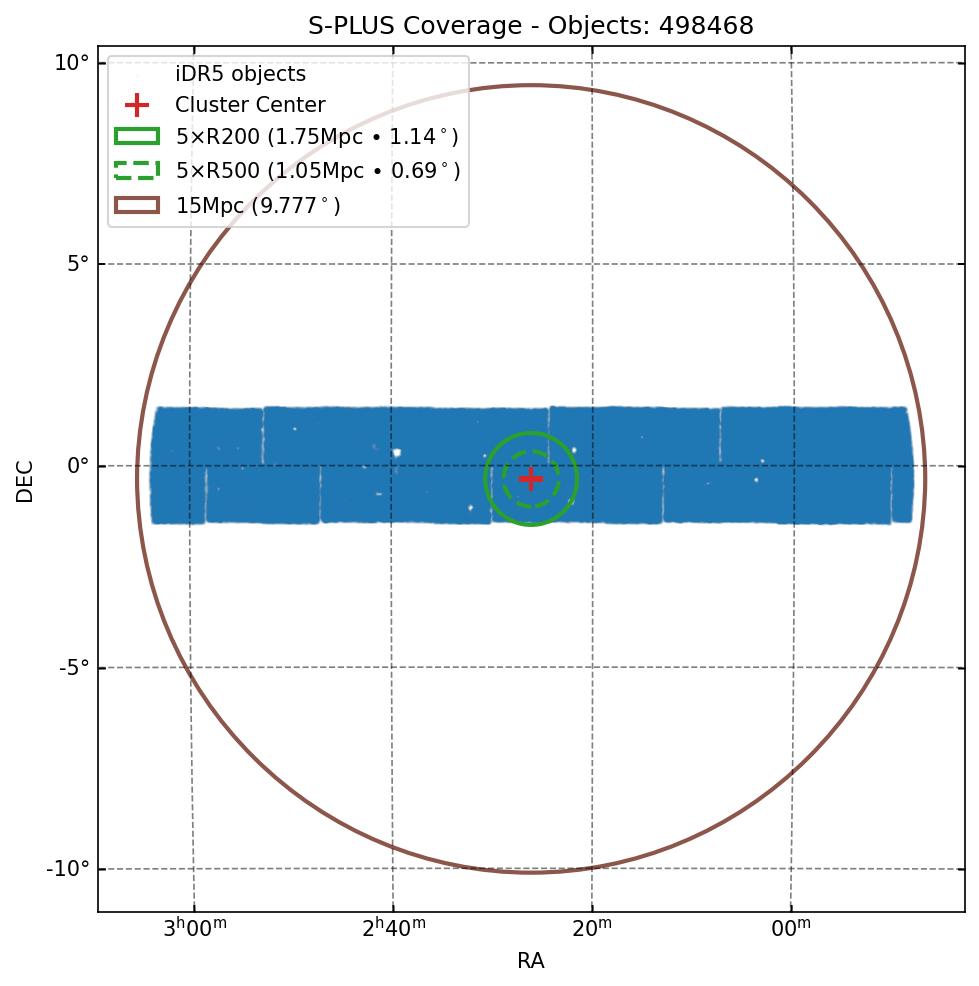 S-PLUS Coverage - Objects: 498468
iDR5 objects
Cluster Center
5×R200 (1.75Mpc • 1.14°)
5×R500 (1.05Mpc • 0.69°)
15Mpc (9.777°)
10°
5°
0°
-5°
-10°
DEC
3h00m 2h40m 20m 00m
RA